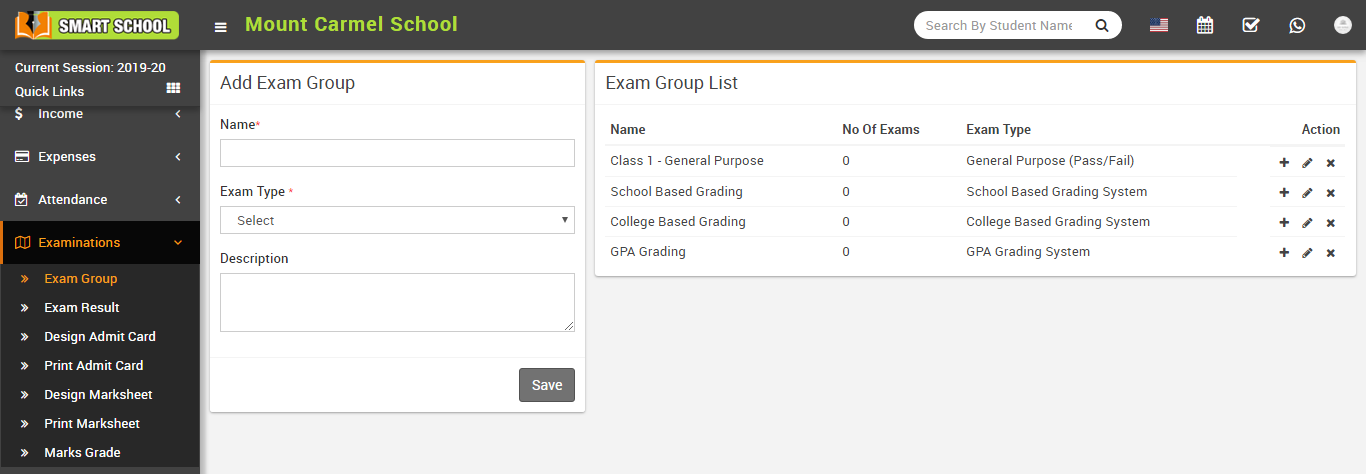 SMART SCHOOL
Mount Carmel School
Search By Student Name
Current Session: 2019-20
Quick Links
$ Income
Expenses
Attendance
Examinations
Exam Group
Exam Result
Design Admit Card
Print Admit Card
Design Marksheet
Print Marksheet
Marks Grade
Add Exam Group
Name*
Exam Type *
Select
Description
Save
Exam Group List
Name No Of Exams Exam Type Action
Class 1 - General Purpose 0 General Purpose (Pass/Fail)
School Based Grading 0 School Based Grading System
College Based Grading 0 College Based Grading System
GPA Grading 0 GPA Grading System